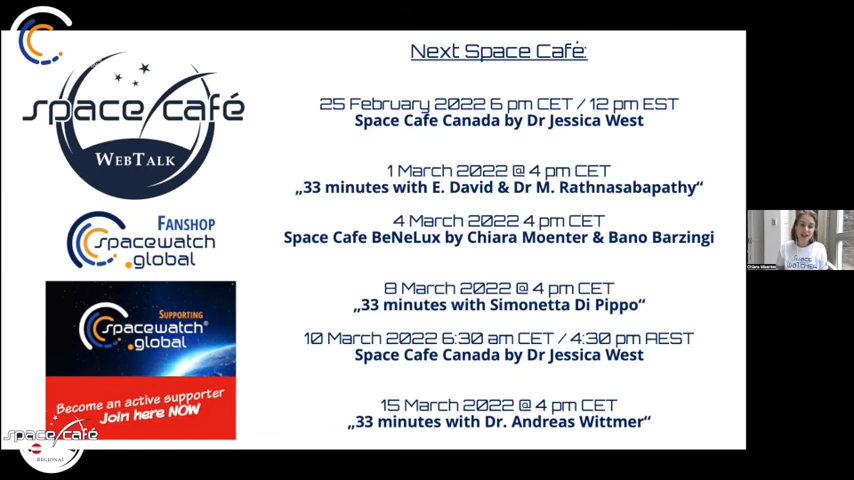 Next Space Café:
space café
WEBTALK
25 February 2022 6 pm CET / 12 pm EST
Space Cafe Canada by Dr Jessica West
1 March 2022 @ 4 pm CET
„33 minutes with E. David & Dr M. Rathnasabapathy“
FANSHOP
spacewatch
.global
4 March 2022 4 pm CET
Space Cafe BeNeLux by Chiara Moenter & Bano Barzingi
8 March 2022 @ 4 pm CET
„33 minutes with Simonetta Di Pippo“
SUPPORTING
spacewatch®
.global
10 March 2022 6:30 am CET / 4:30 pm AEST
Space Cafe Canada by Dr Jessica West
Become an active supporter
Join here NOW
15 March 2022 @ 4 pm CET
„33 minutes with Dr. Andreas Wittmer“
space café
REGIONAL
SPACE
WATCHER
Chiara Moenter